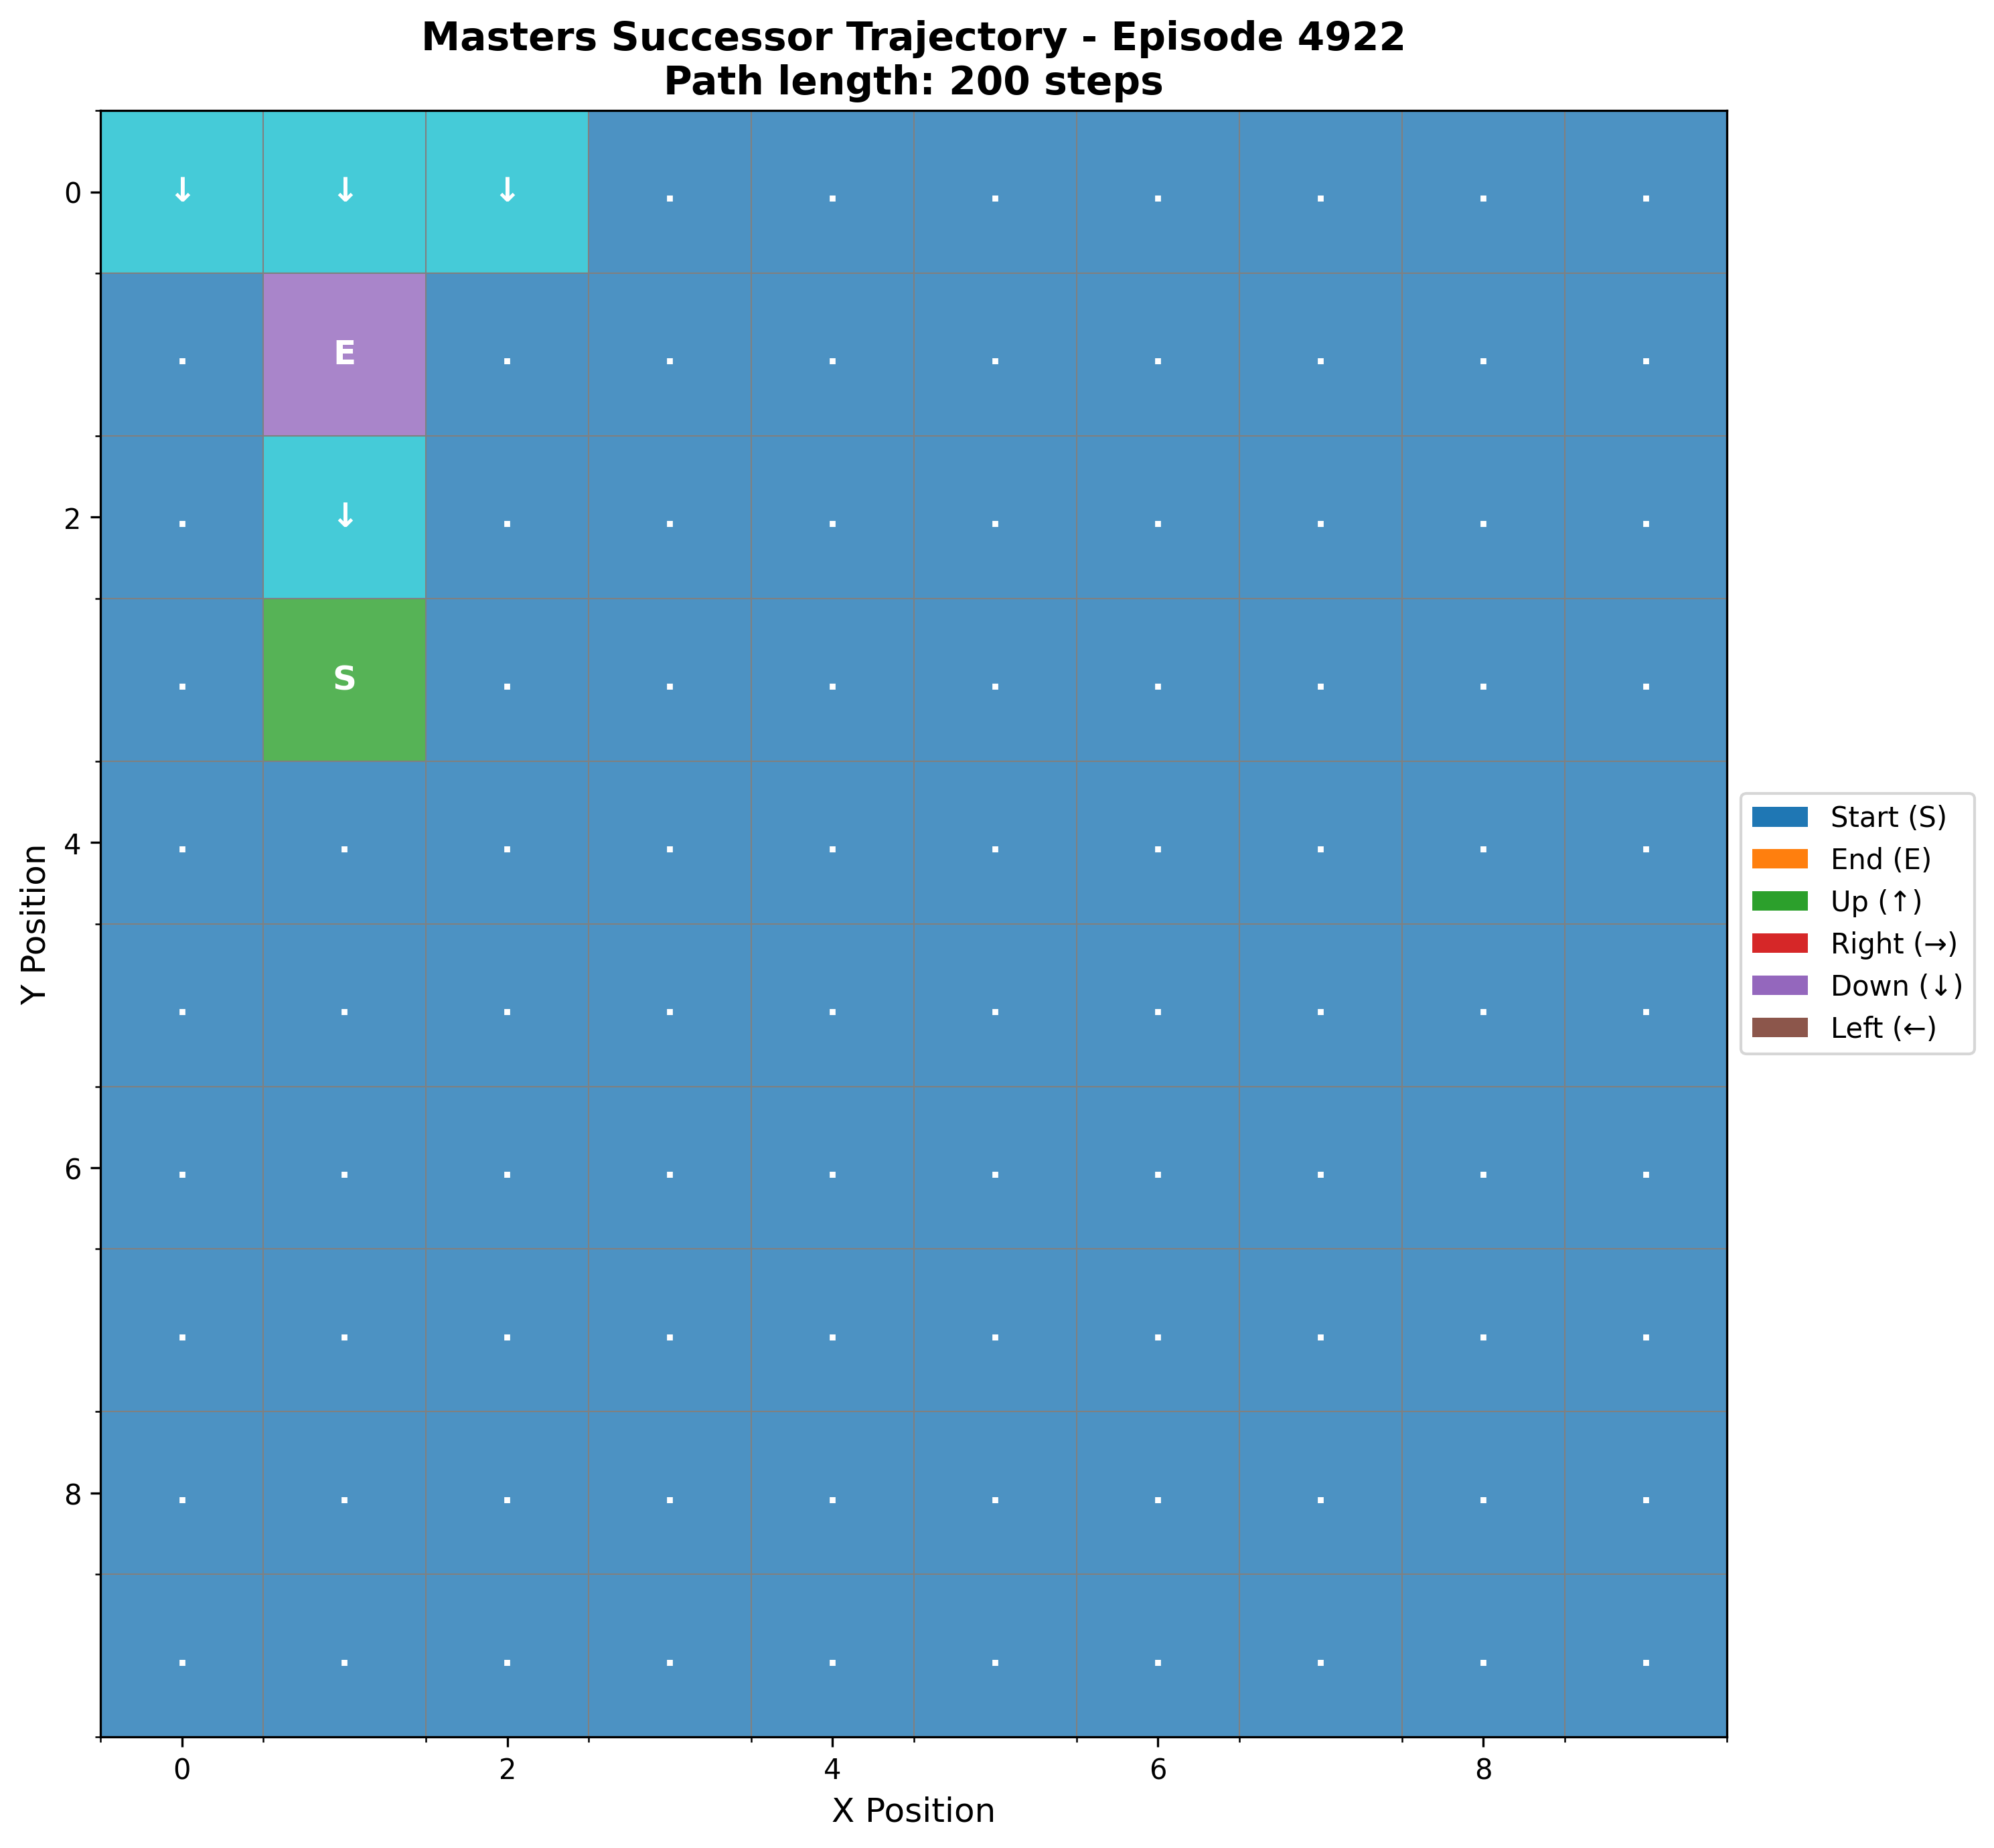 Masters Successor Trajectory - Episode 4922
Path length: 200 steps
0
↓ ↓ ↓ . . . . . . .
. E . . . . . . . .
2
. ↓ . . . . . . . .
. S . . . . . . . .
4
. . . . . . . . . .
. . . . . . . . . .
6
. . . . . . . . . .
. . . . . . . . . .
8
. . . . . . . . . .
. . . . . . . . . .
0 2 4 6 8
X Position
Y Position
Start (S)
End (E)
Up (↑)
Right (→)
Down (↓)
Left (←)